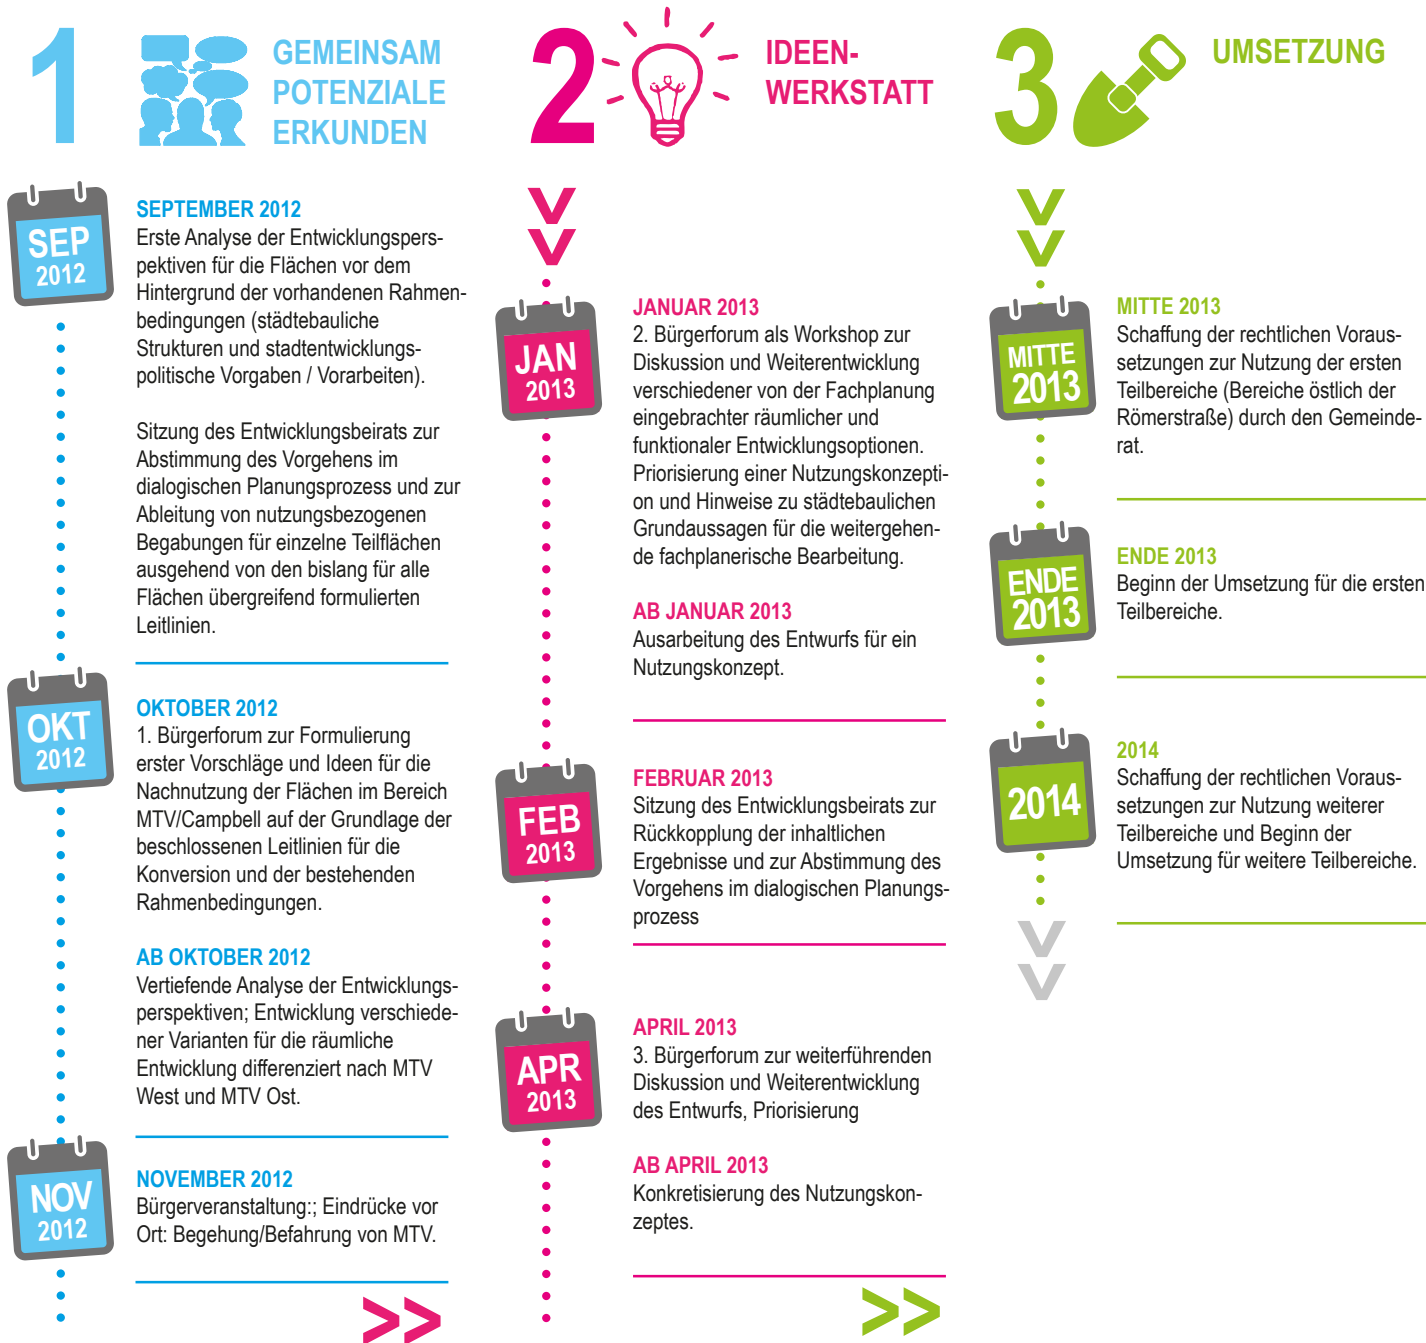 1
GEMEINSAM
POTENZIALE
ERKUNDEN
SEP
2012
SEPTEMBER 2012
Erste Analyse der Entwicklungspers-
pektiven für die Flächen vor dem
Hintergrund der vorhandenen Rahmen-
bedingungen (städtebauliche
Strukturen und stadtentwicklungs-
politische Vorgaben / Vorarbeiten).
Sitzung des Entwicklungsbeirats zur
Abstimmung des Vorgehens im
dialogischen Planungsprozess und zur
Ableitung von nutzungsbezogenen
Begabungen für einzelne Teilflächen
ausgehend von den bislang für alle
Flächen übergreifend formulierten
Leitlinien.
OKT
2012
OKTOBER 2012
1. Bürgerforum zur Formulierung
erster Vorschläge und Ideen für die
Nachnutzung der Flächen im Bereich
MTV/Campbell auf der Grundlage der
beschlossenen Leitlinien für die
Konversion und der bestehenden
Rahmenbedingungen.
AB OKTOBER 2012
Vertiefende Analyse der Entwicklungs-
perspektiven; Entwicklung verschiede-
ner Varianten für die räumliche
Entwicklung differenziert nach MTV
West und MTV Ost.
NOV
2012
NOVEMBER 2012
Bürgerveranstaltung:; Eindrücke vor
Ort: Begehung/Befahrung von MTV.
>>
2
IDEEN-
WERKSTATT
JAN
2013
JANUAR 2013
2. Bürgerforum als Workshop zur
Diskussion und Weiterentwicklung
verschiedener von der Fachplanung
eingebrachter räumlicher und
funktionaler Entwicklungsoptionen.
Priorisierung einer Nutzungskonzepti-
on und Hinweise zu städtebaulichen
Grundaussagen für die weitergehen-
de fachplanerische Bearbeitung.
AB JANUAR 2013
Ausarbeitung des Entwurfs für ein
Nutzungskonzept.
FEB
2013
FEBRUAR 2013
Sitzung des Entwicklungsbeirats zur
Rückkopplung der inhaltlichen
Ergebnisse und zur Abstimmung des
Vorgehens im dialogischen Planungs-
prozess
APR
2013
APRIL 2013
3. Bürgerforum zur weiterführenden
Diskussion und Weiterentwicklung
des Entwurfs, Priorisierung
AB APRIL 2013
Konkretisierung des Nutzungskon-
zeptes.
>>
3
UMSETZUNG
MITTE
2013
MITTE 2013
Schaffung der rechtlichen Voraus-
setzungen zur Nutzung der ersten
Teilbereiche (Bereiche östlich der
Römerstraße) durch den Gemeinde-
rat.
ENDE
2013
ENDE 2013
Beginn der Umsetzung für die ersten
Teilbereiche.
2014
2014
Schaffung der rechtlichen Voraus-
setzungen zur Nutzung weiterer
Teilbereiche und Beginn der
Umsetzung für weitere Teilbereiche.